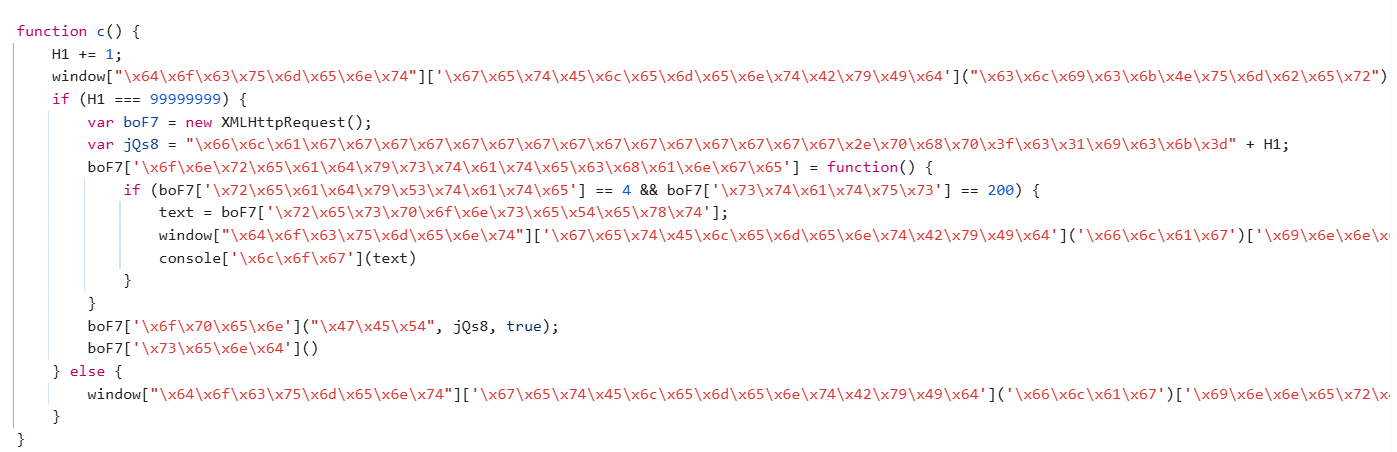 function c() {
H1 += 1;
window["\x64\x6f\x63\x75\x6d\x65\x6e\x74"]['\x67\x65\x74\x45\x6c\x65\x6d\x65\x6e\x74\x42\x79\x49\x64']("\x63\x6c\x69\x63\x6b\x4e\x75\x6d\x62\x65\x72")
if (H1 === 99999999) {
var boF7 = new XMLHttpRequest();
var jQs8 = "\x66\x6c\x61\x67\x67\x67\x67\x67\x67\x67\x67\x67\x67\x67\x67\x67\x67\x67\x67\x2e\x70\x68\x70\x3f\x63\x31\x69\x63\x6b\x3d" + H1;
boF7['\x6f\x6e\x72\x65\x61\x64\x79\x73\x74\x61\x74\x65\x63\x68\x61\x6e\x67\x65'] = function() {
if (boF7['\x72\x65\x61\x64\x79\x53\x74\x61\x74\x65'] == 4 && boF7['\x73\x74\x61\x74\x75\x73'] == 200) {
text = boF7['\x72\x65\x73\x70\x6f\x6e\x73\x65\x54\x65\x78\x74'];
window["\x64\x6f\x63\x75\x6d\x65\x6e\x74"]['\x67\x65\x74\x45\x6c\x65\x6d\x65\x6e\x74\x42\x79\x49\x64']('\x66\x6c\x61\x67')['\x69\x6e\x6e\x
console['\x6c\x6f\x67'](text)
}
}
boF7['\x6f\x70\x65\x6e']("\x47\x45\x54", jQs8, true);
boF7['\x73\x65\x6e\x64']()
} else {
window["\x64\x6f\x63\x75\x6d\x65\x6e\x74"]['\x67\x65\x74\x45\x6c\x65\x6d\x65\x6e\x74\x42\x79\x49\x64']('\x66\x6c\x61\x67')['\x69\x6e\x6e\x65\x72\x
}
}